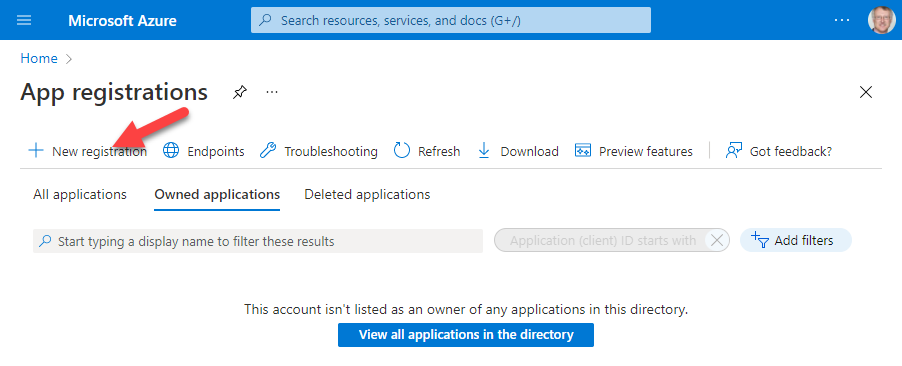 Microsoft Azure
Search resources, services, and docs (G+/)
Home
App registrations
New registration Endpoints Troubleshooting Refresh Download Preview features Got feedback?
All applications Owned applications Deleted applications
Start typing a display name to filter these results Application (client) ID starts with Add filters
This account isn't listed as an owner of any applications in this directory.
View all applications in the directory